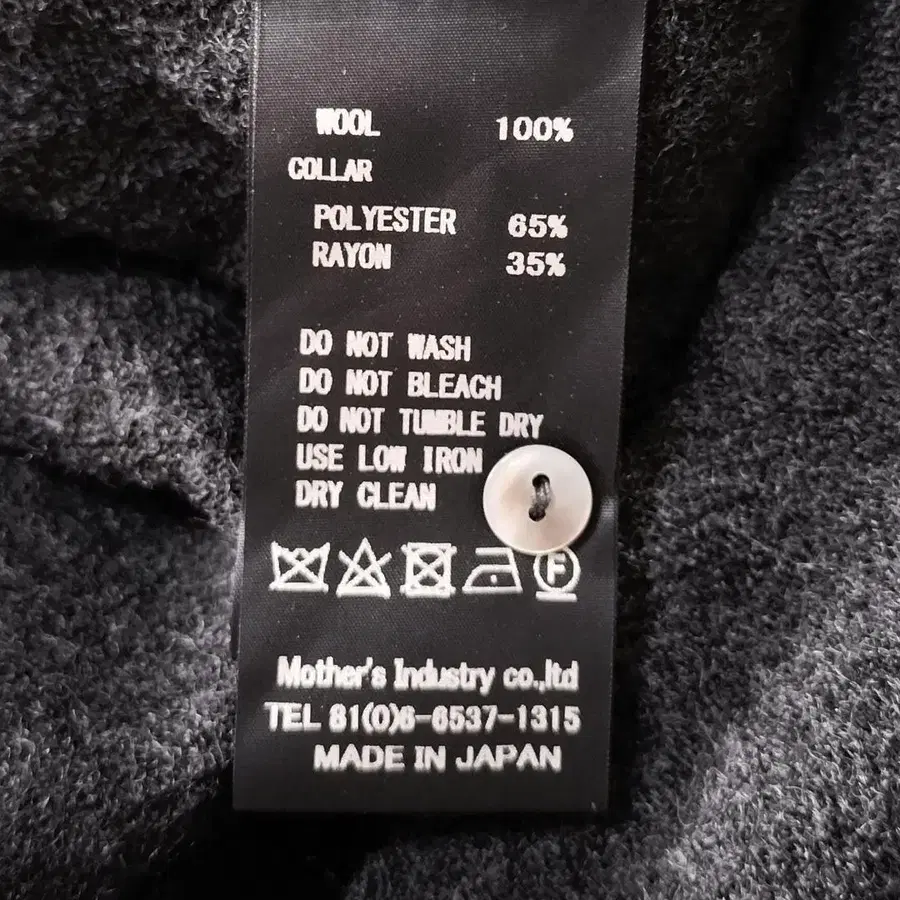 WOOL 100%
COLLAR
POLYESTER 65%
RAYON 35%
DO NOT WASH
DO NOT BLEACH
DO NOT TUMBLE DRY
USE LOW IRON
DRY CLEAN
F
Mother's Industry co.,ltd
TEL 81(0)6-6537-1315
MADE IN JAPAN